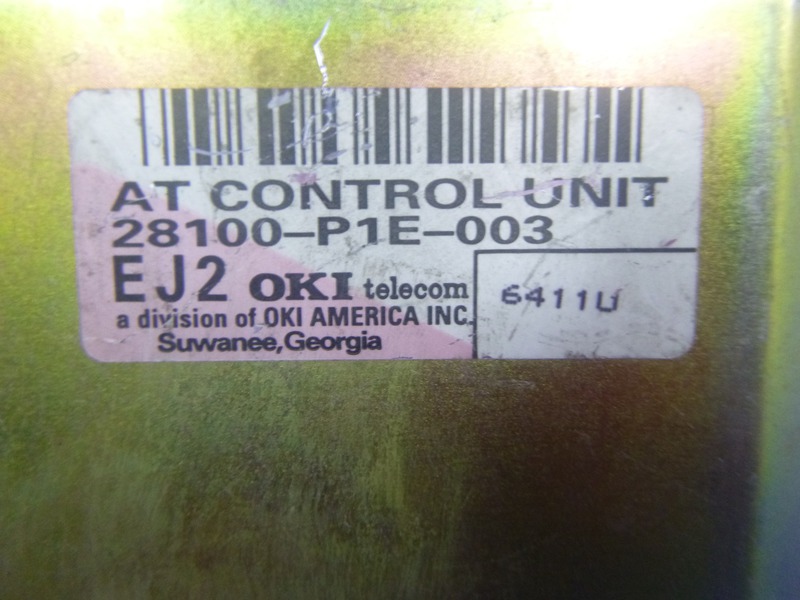 AT CONTROL UNIT
28100-P1E-003
EJ2 OKI telecom
6411U
a division of OKI AMERICA INC.
Suwanee, Georgia